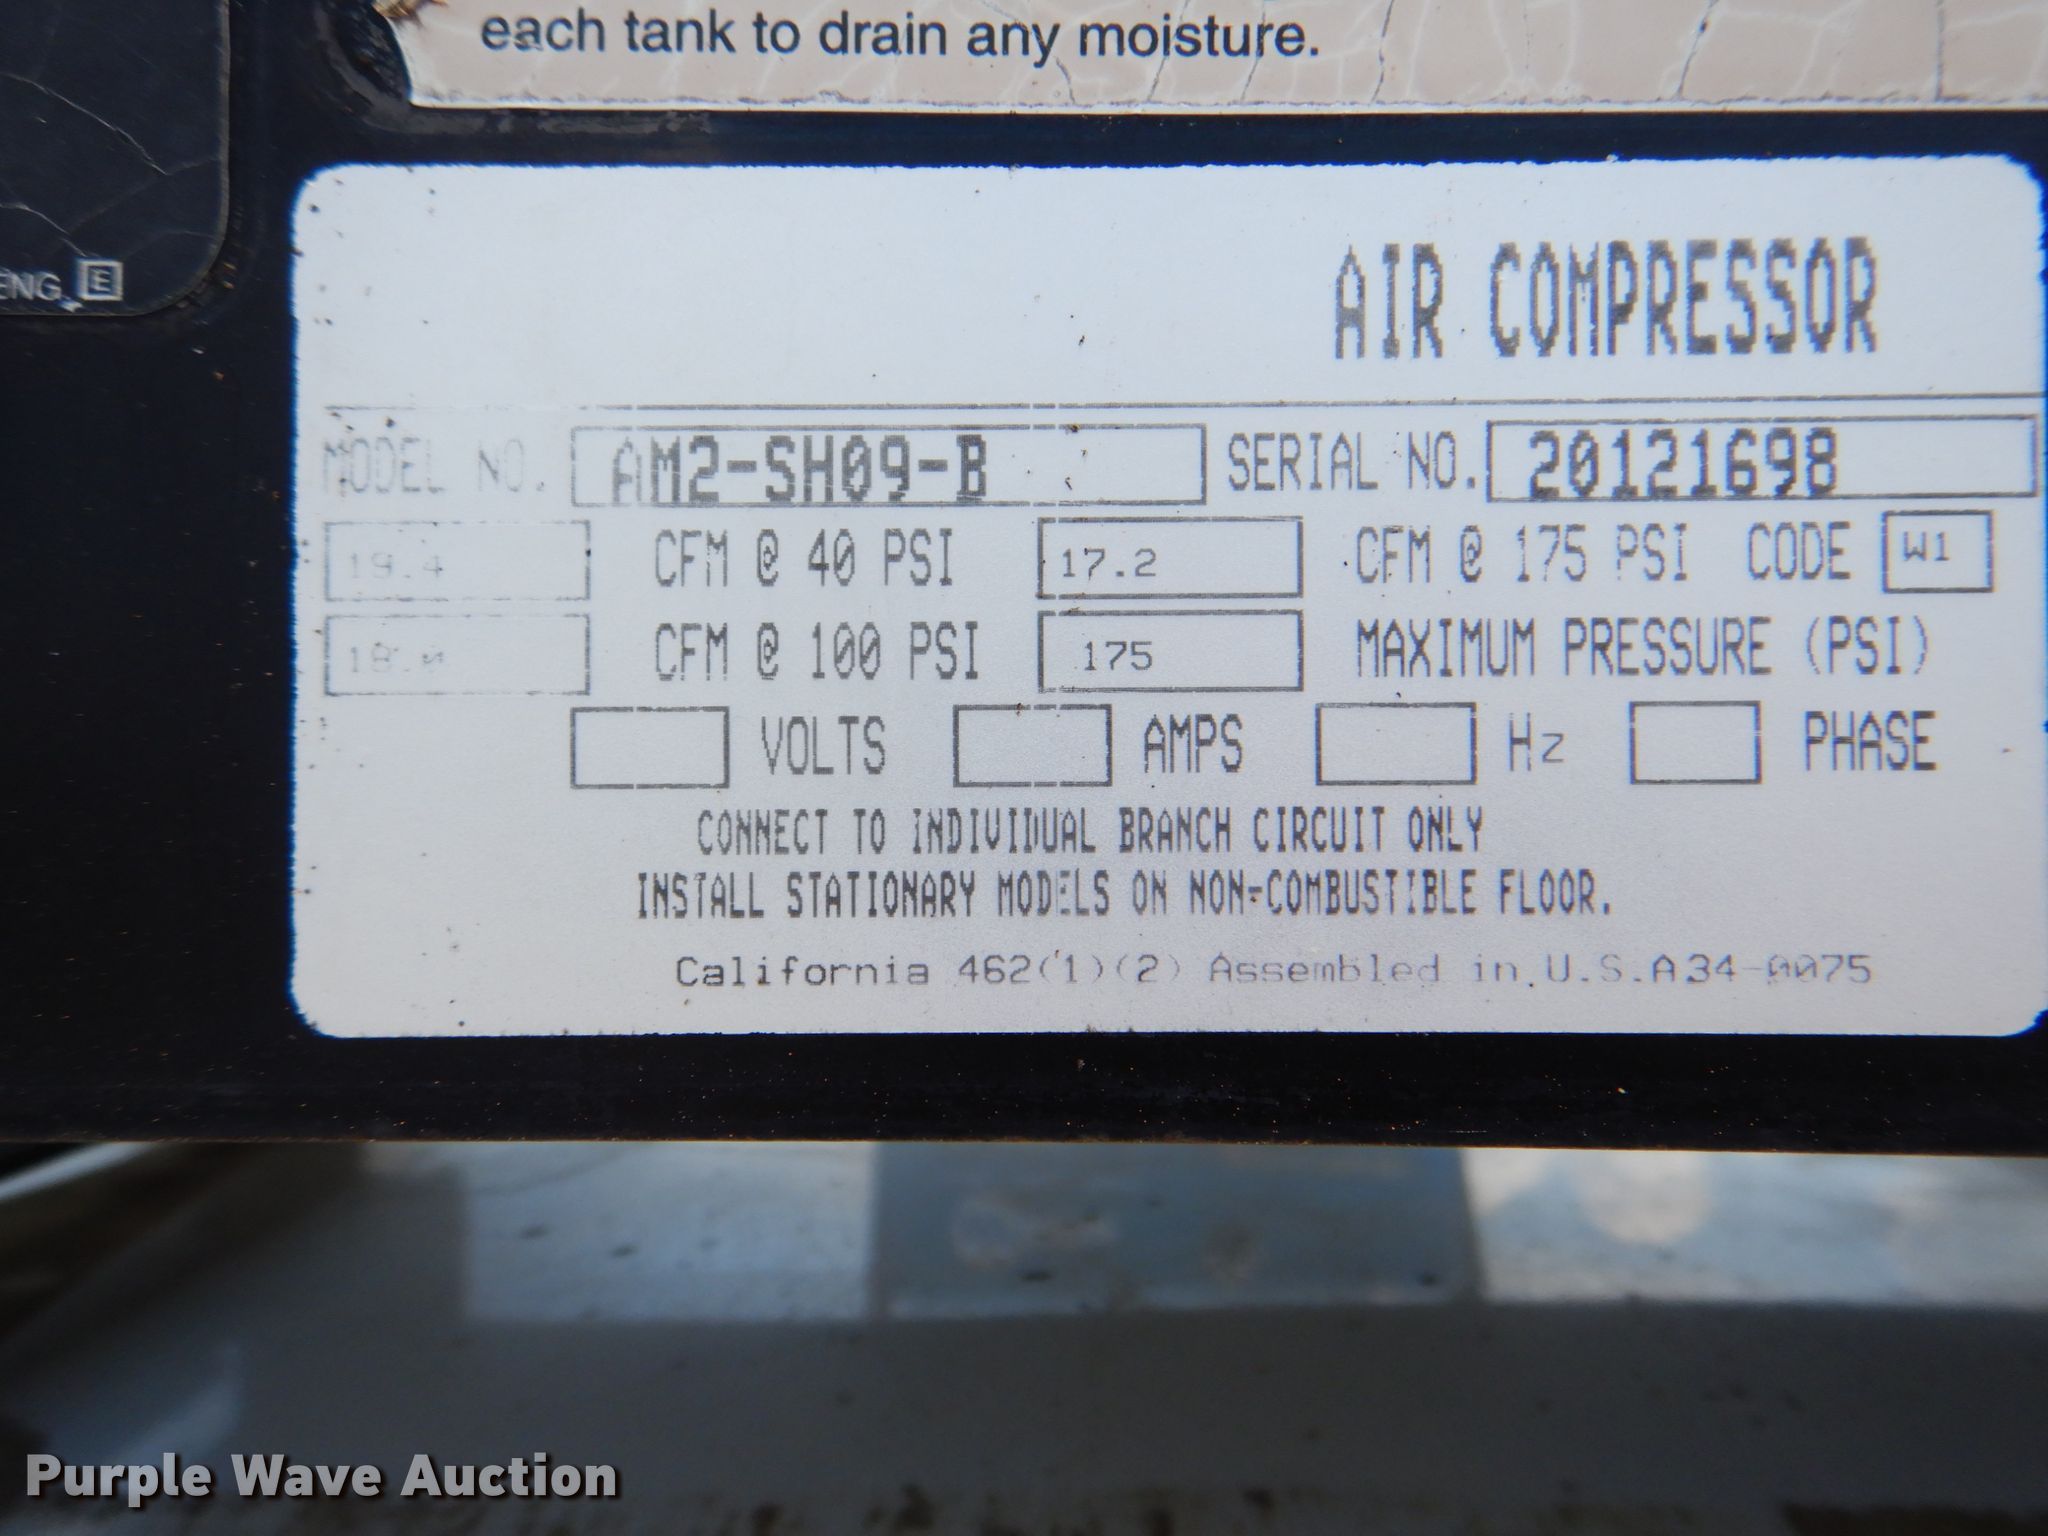 each tank to drain any moisture.
ENG E
AIR COMPRESSOR
MODEL NO. AM2-SH09-B SERIAL NO. 20121698
19.4 CFM @ 40 PSI 17.2 CFM @ 175 PSI CODE W1
CFM @ 100 PSI 175 MAXIMUM PRESSURE (PSI)
VOLTS AMPS Hz PHASE
CONNECT TO INDIVIDUAL BRANCH CIRCUIT ONLY
INSTALL STATIONARY MODELS ON NON-COMBUSTIBLE FLOOR.
California 462(1)(2) Assembled in U.S.A 34-0075
Purple Wave Auction